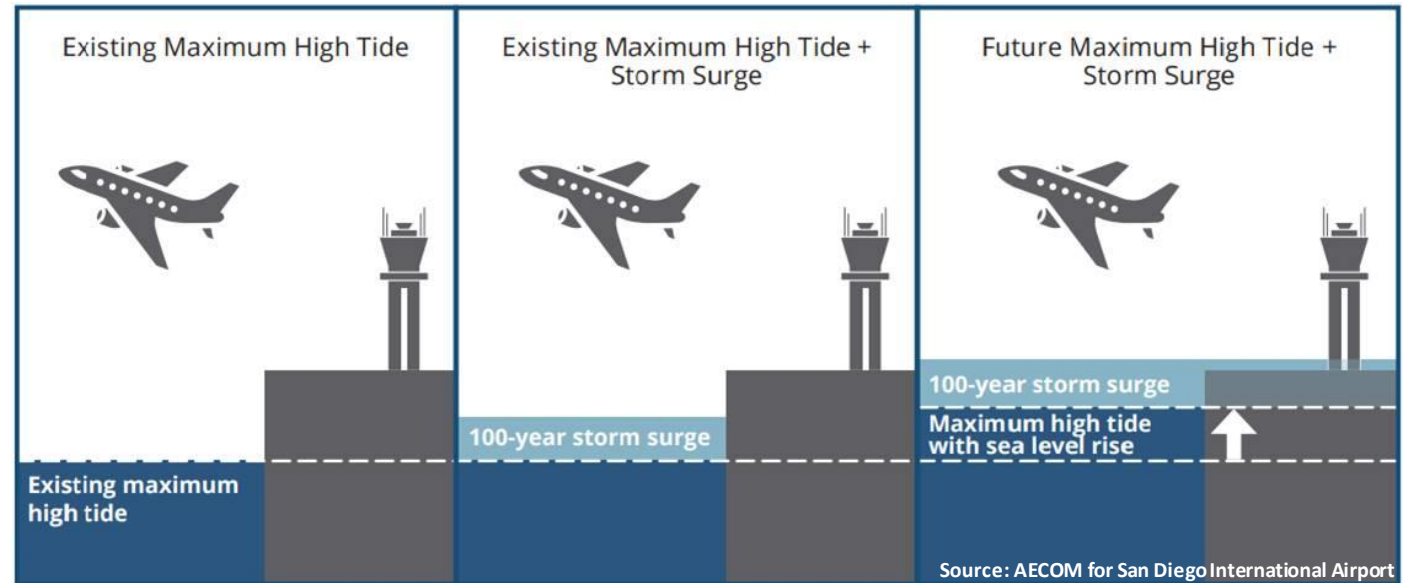 Existing Maximum High Tide
Existing maximum
high tide
Existing Maximum High Tide +
Storm Surge
100-year storm surge
Future Maximum High Tide +
Storm Surge
100-year storm surge
Maximum high tide
with sea level rise
Source: AECOM for San Diego International Airport